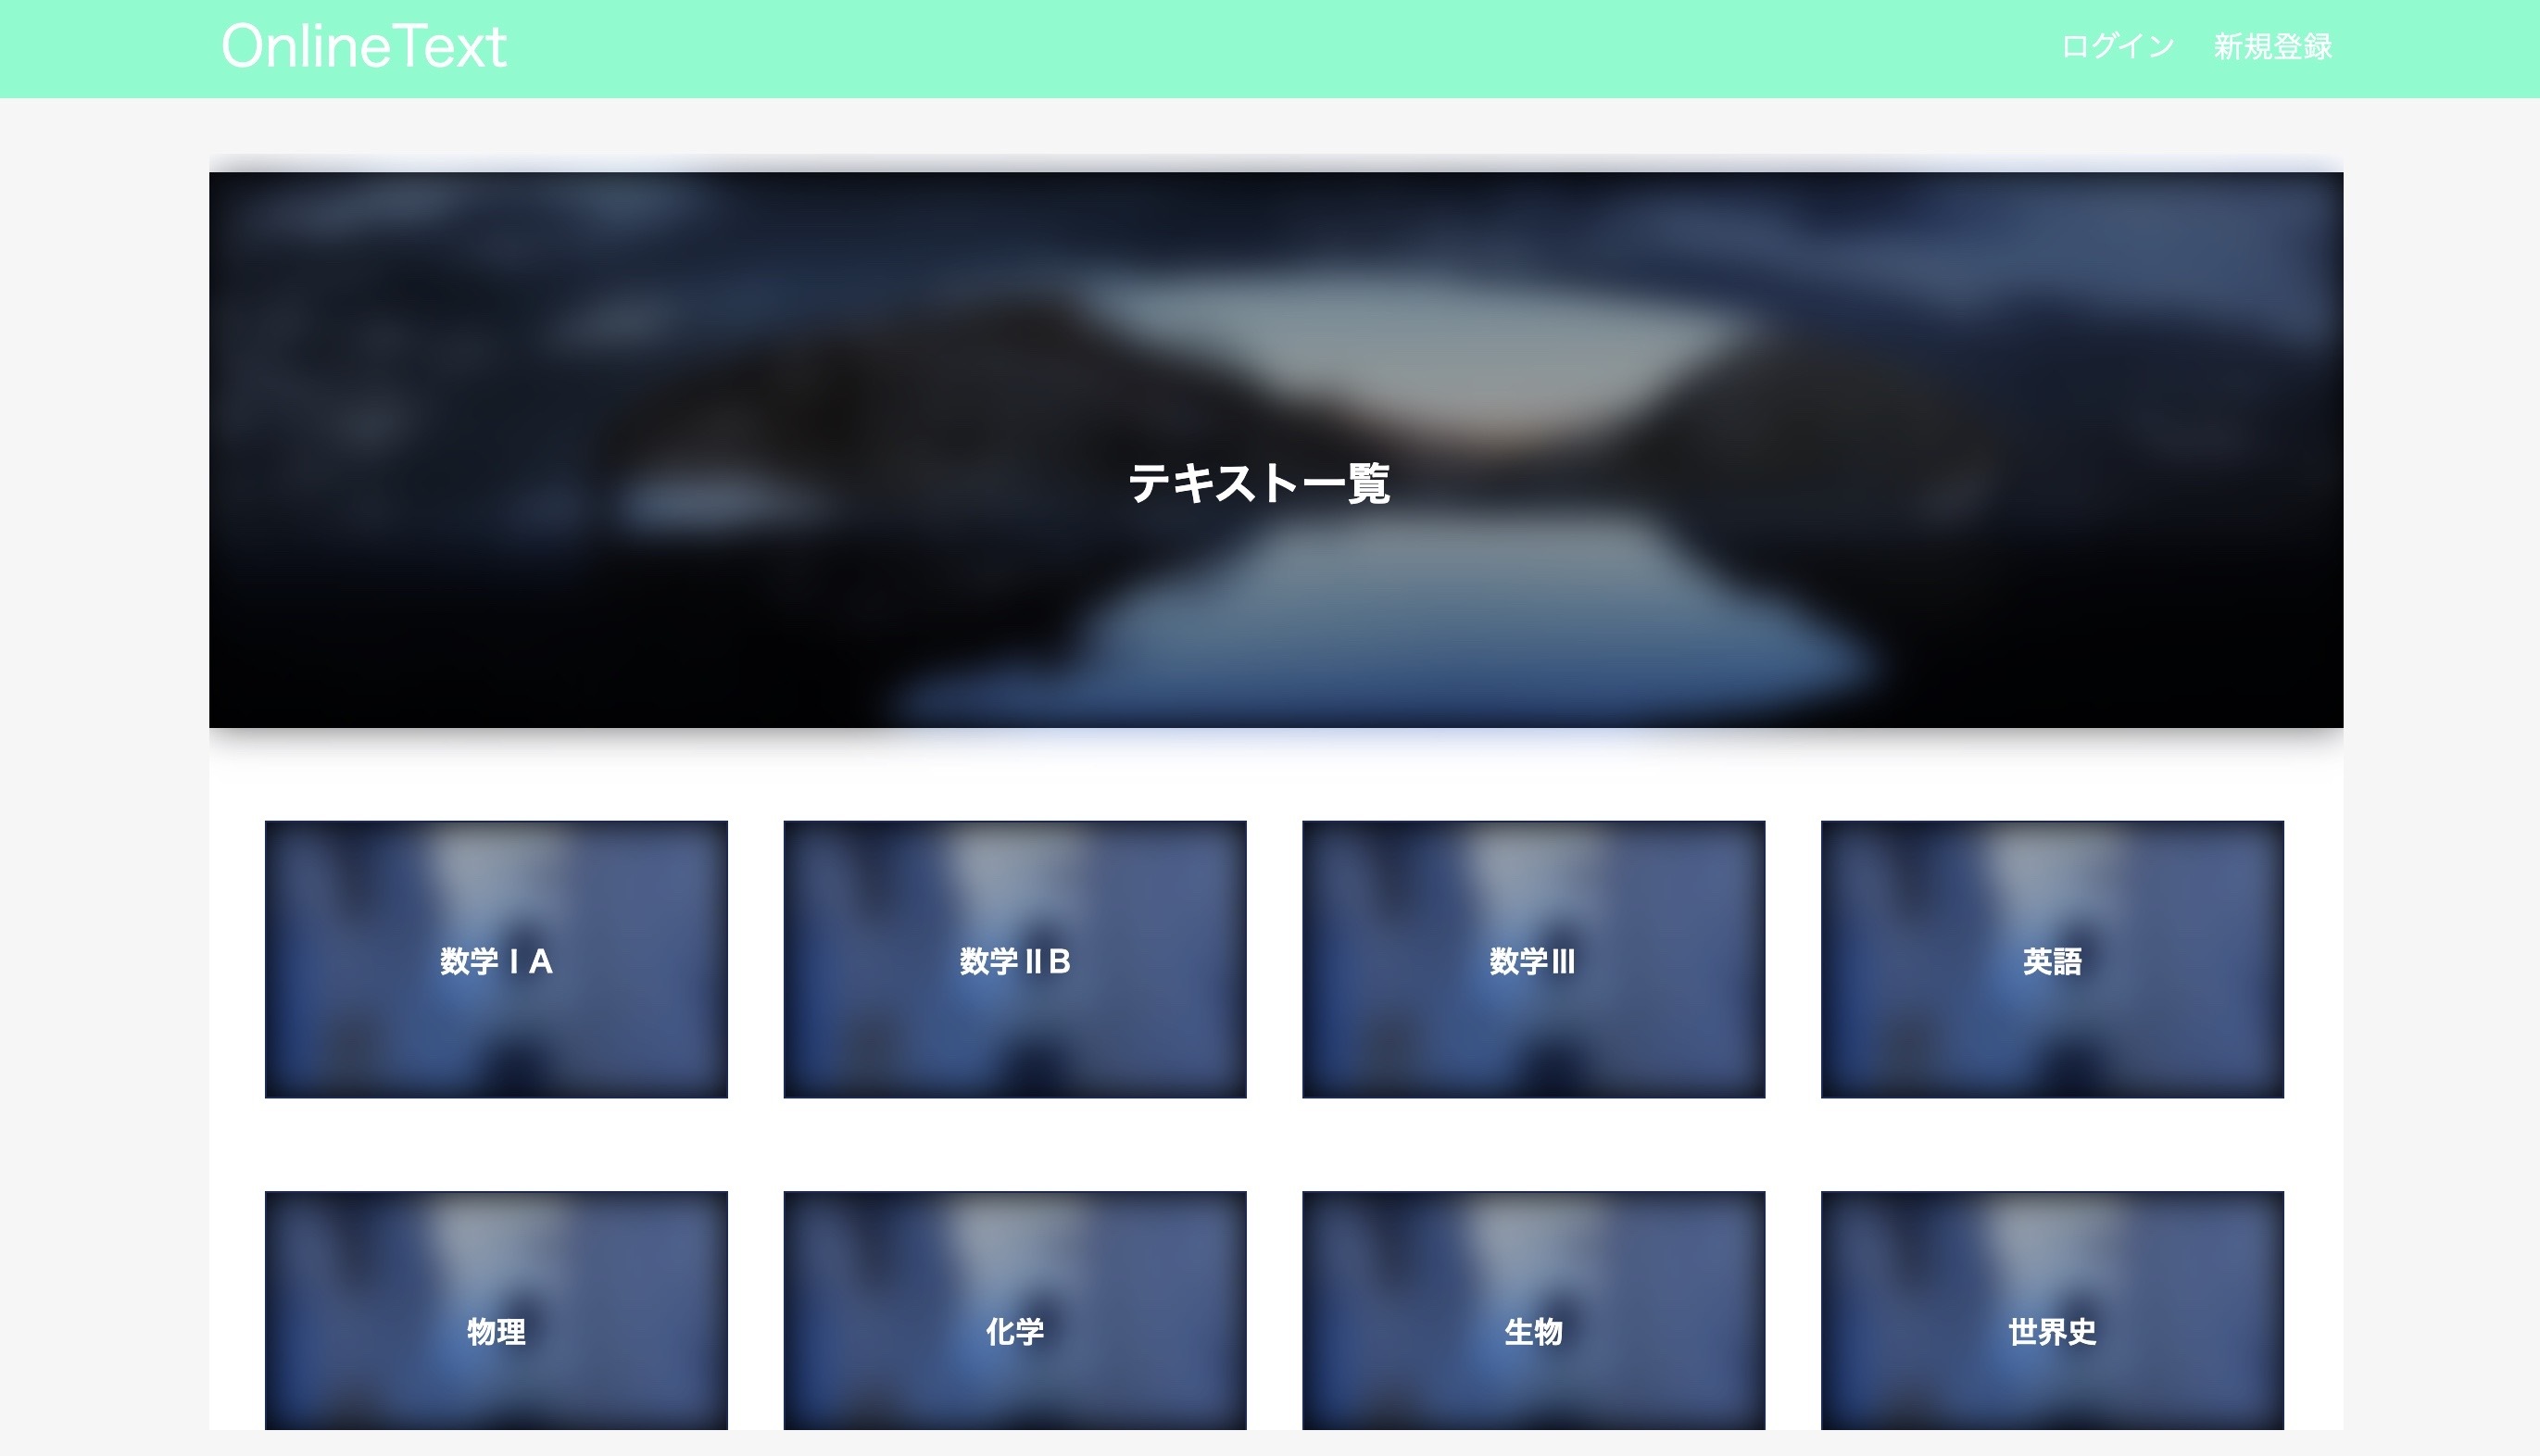 OnlineText
ログイン 新規登録
テキスト一覧
数学ⅠA
数学ⅡB
数学Ⅲ
英語
物理
化学
生物
世界史